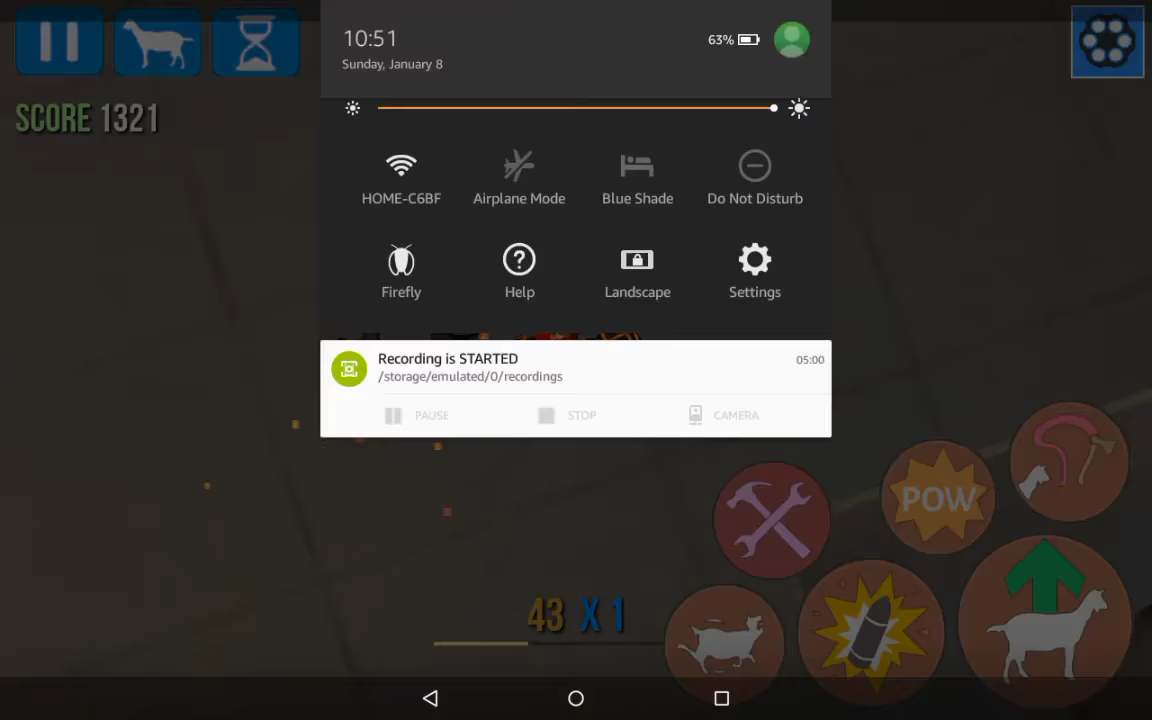 10:51
63%
Sunday, January 8
SCORE 1321
HOME-C6BF
Airplane Mode
Blue Shade
Do Not Disturb
Firefly
Help
Landscape
Settings
Recording is STARTED
05:00
/storage/emulated/0/recordings
PAUSE
STOP
CAMERA
POW
43 X 1